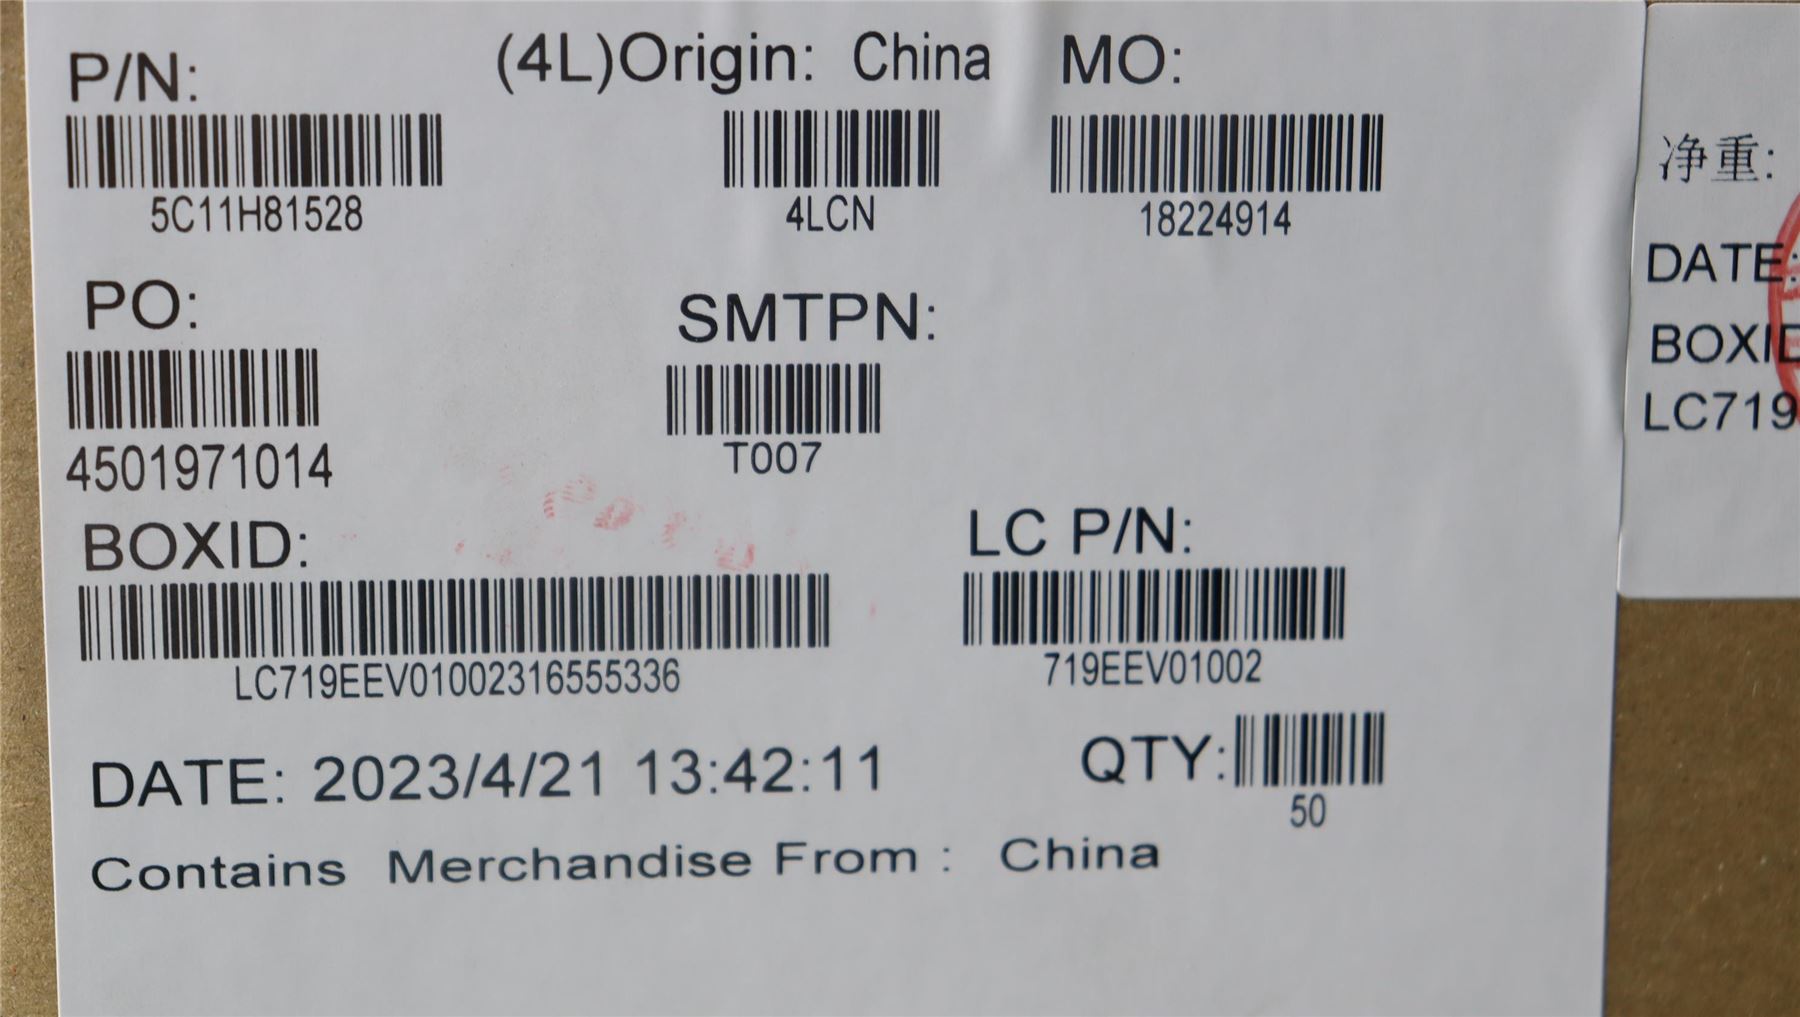 P/N: (4L)Origin: China MO:
5C11H81528 4LCN 18224914
PO: SMTPN:
4501971014 T007
BOXID: LC P/N:
LC719EEV01002316555336 719EEV01002
DATE: 2023/4/21 13:42:11 QTY:
50
Contains Merchandise From : China
净重:
DATE:
BOXID
LC719